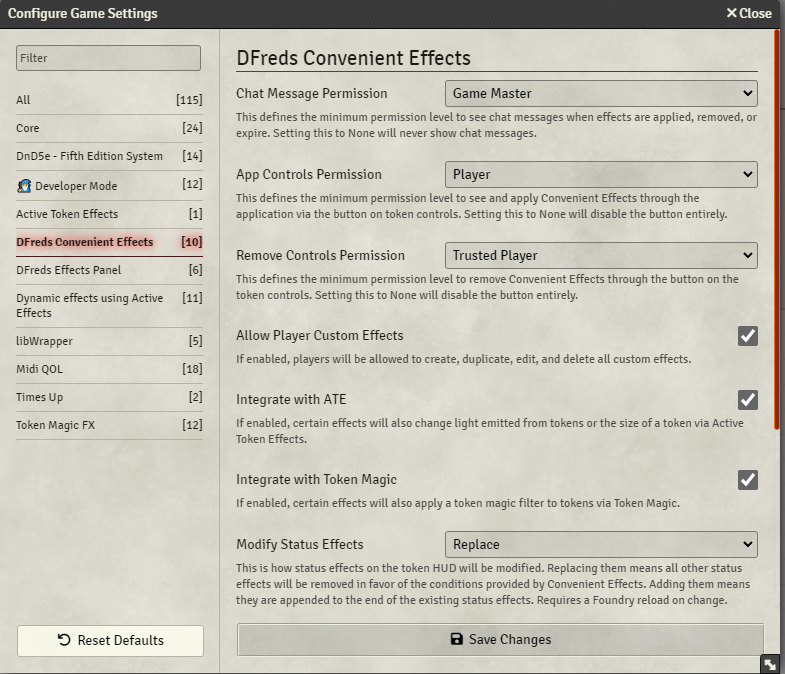 Configure Game Settings
Close
Filter
All [115]
Core [24]
DnD5e - Fifth Edition System [14]
Developer Mode [12]
Active Token Effects [1]
DFreds Convenient Effects [10]
DFreds Effects Panel [6]
Dynamic effects using Active [11]
Effects
libWrapper [5]
Midi QOL [18]
Times Up [2]
Token Magic FX [12]
Reset Defaults
DFreds Convenient Effects
Chat Message Permission Game Master
This defines the minimum permission level to see chat messages when effects are applied, removed, or
expire. Setting this to None will never show chat messages.
App Controls Permission Player
This defines the minimum permission level to see and apply Convenient Effects through the
application via the button on token controls. Setting this to None will disable the button entirely.
Remove Controls Permission Trusted Player
This defines the minimum permission level to remove Convenient Effects through the button on the
token controls. Setting this to None will disable the button entirely.
Allow Player Custom Effects
If enabled, players will be allowed to create, duplicate, edit, and delete all custom effects.
Integrate with ATE
If enabled, certain effects will also change light emitted from tokens or the size of a token via Active
Token Effects.
Integrate with Token Magic
If enabled, certain effects will also apply a token magic filter to tokens via Token Magic.
Modify Status Effects Replace
This is how status effects on the token HUD will be modified. Replacing them means all other status
effects will be removed in favor of the conditions provided by Convenient Effects. Adding them means
they are appended to the end of the existing status effects. Requires a Foundry reload on change.
Save Changes